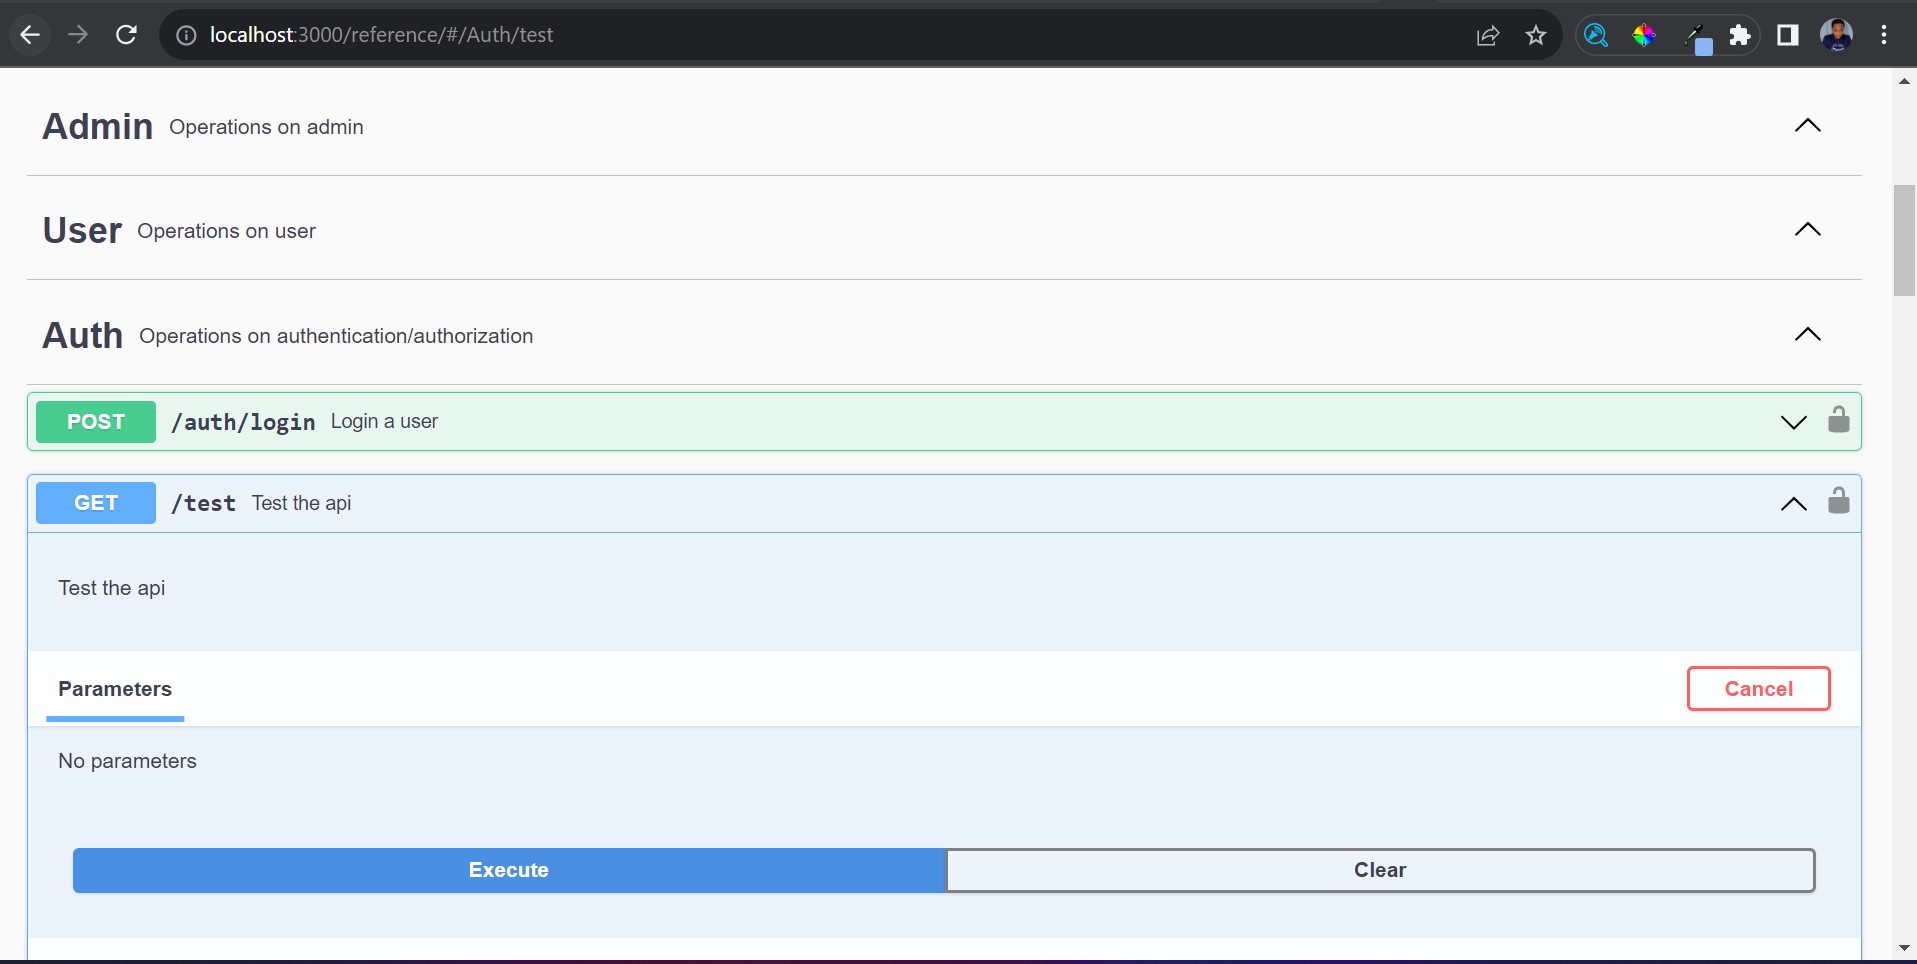 localhost:3000/reference/#/Auth/test
Admin Operations on admin
User Operations on user
Auth Operations on authentication/authorization
POST /auth/login Login a user
GET /test Test the api
Test the api
Parameters Cancel
No parameters
Execute Clear